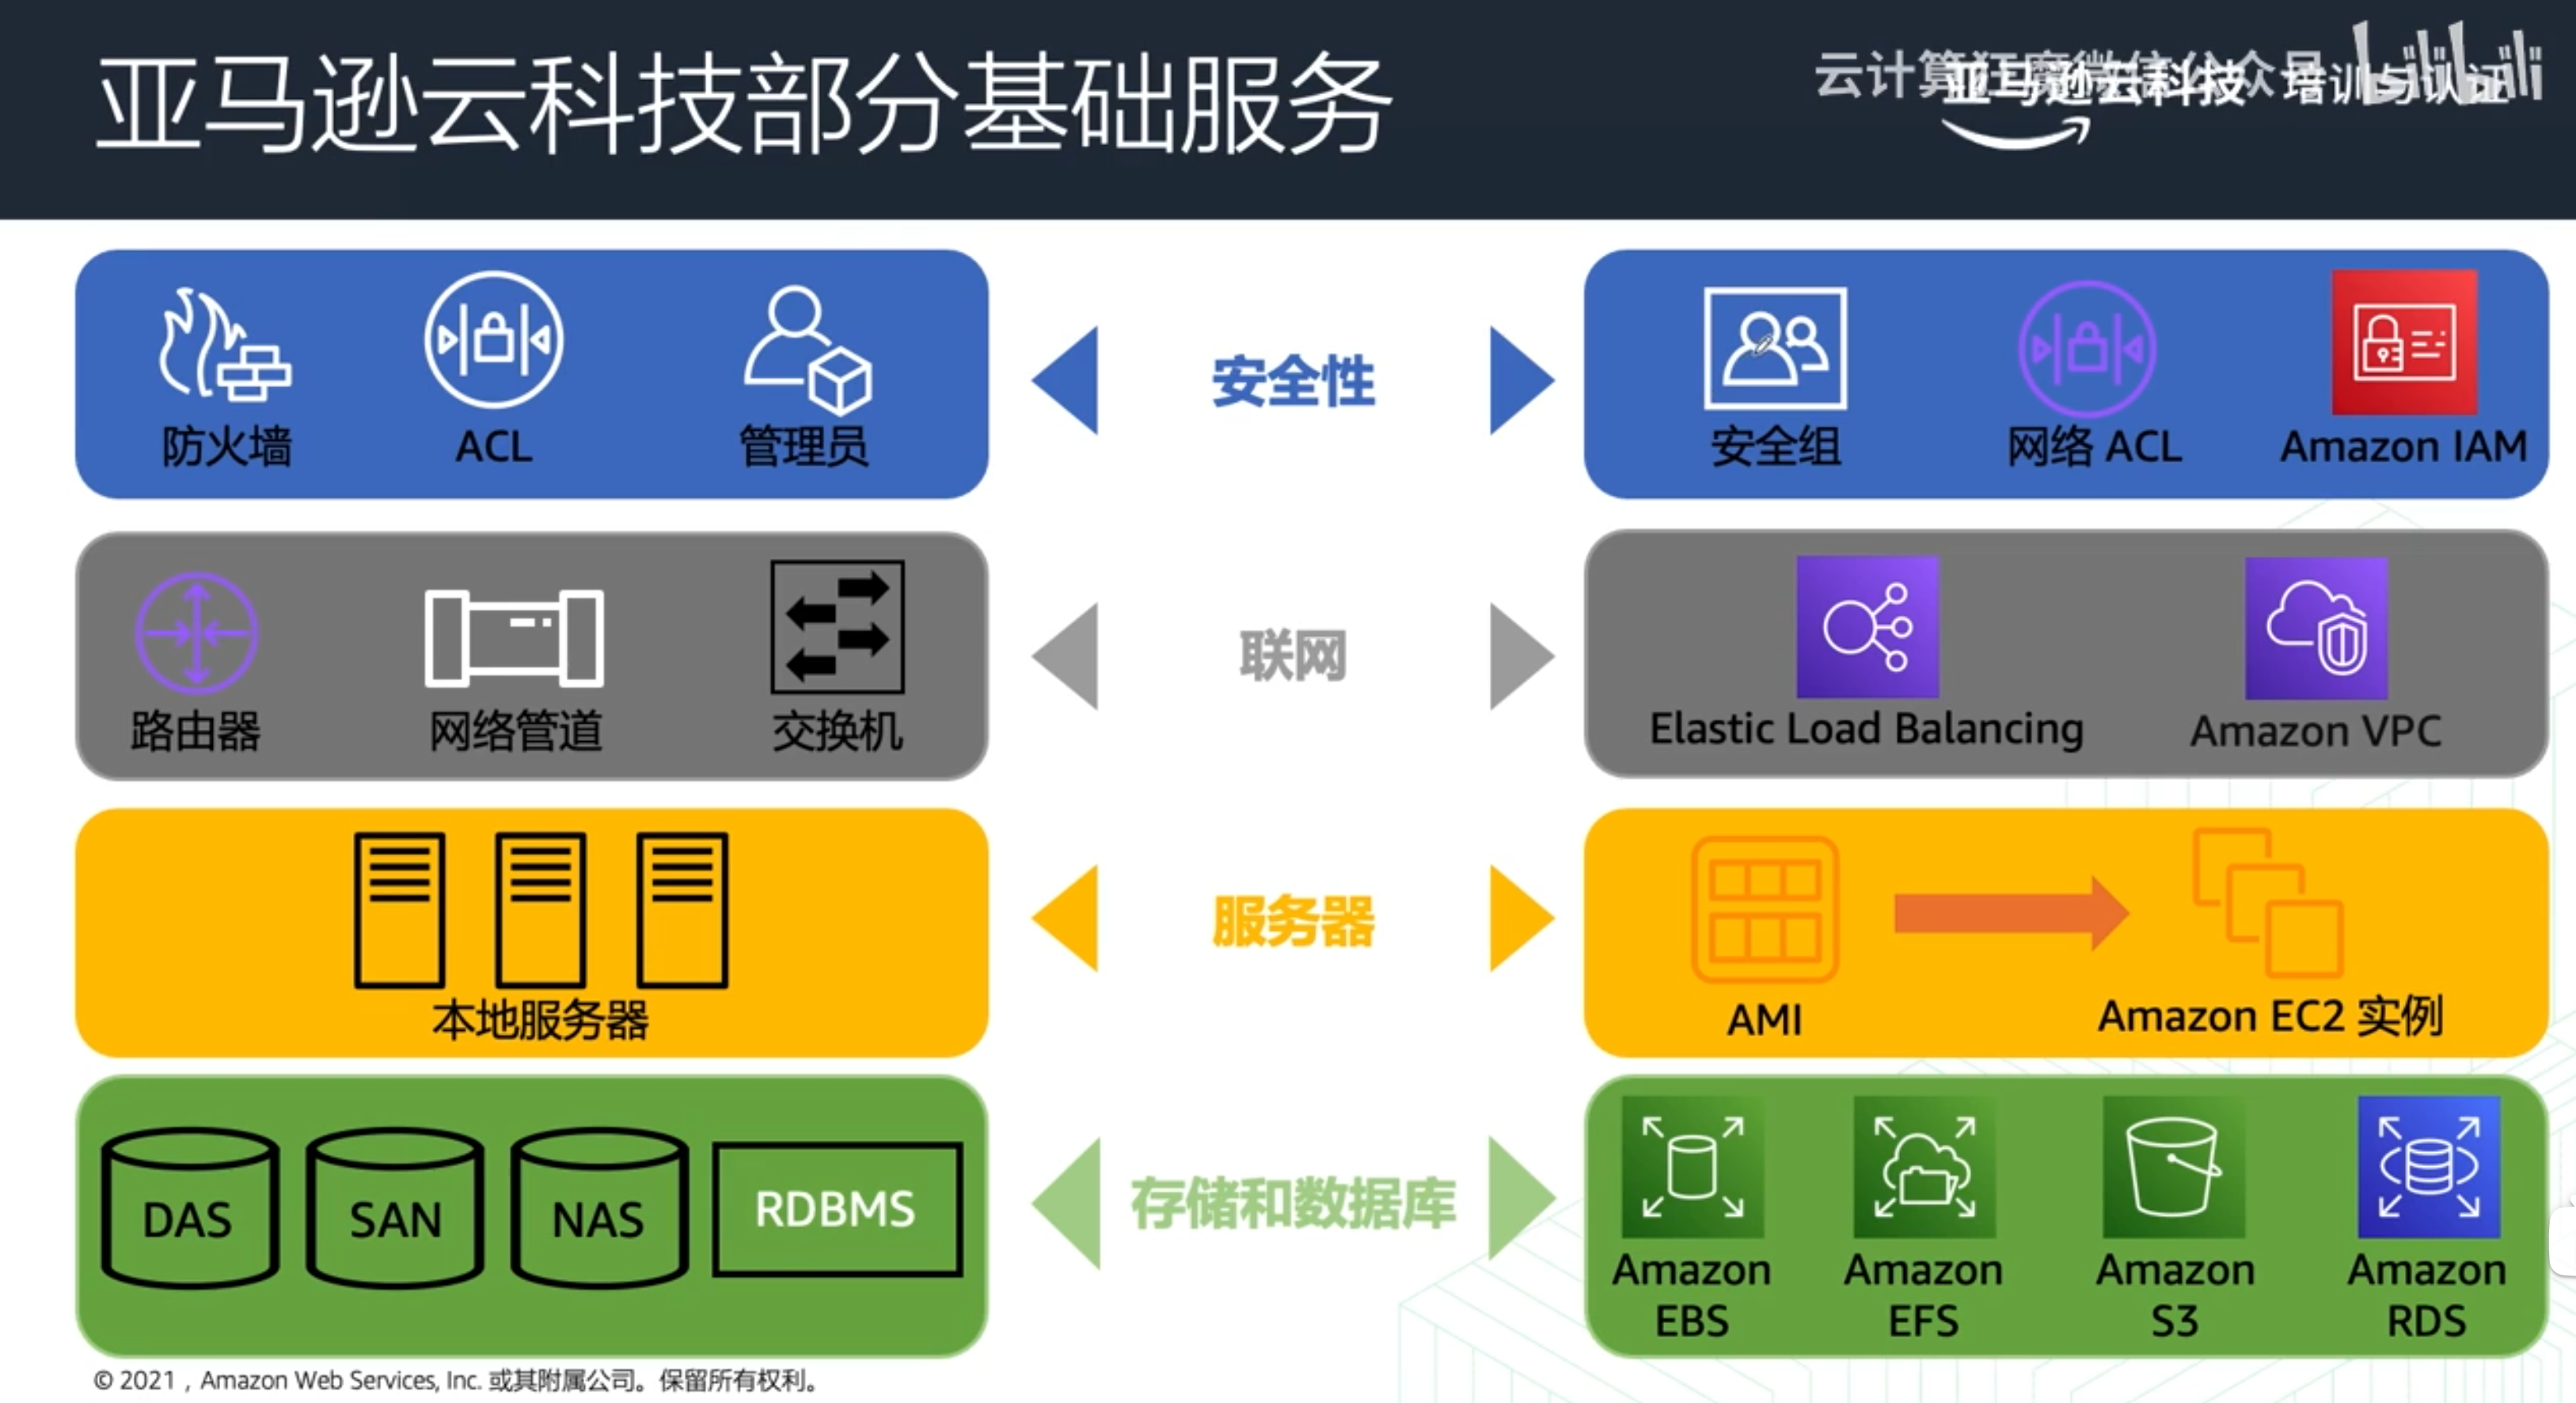 亚马逊云科技部分基础服务
云计算狂魔微信公众号 bilibili
亚马逊云科技 培训与认证
防火墙 ACL 管理员
安全性
安全组 网络 ACL Amazon IAM
路由器 网络管道 交换机
联网
Elastic Load Balancing Amazon VPC
本地服务器
服务器
AMI Amazon EC2 实例
DAS SAN NAS RDBMS
存储和数据库
Amazon EBS Amazon EFS Amazon S3 Amazon RDS
© 2021，Amazon Web Services, Inc. 或其附属公司。保留所有权利。